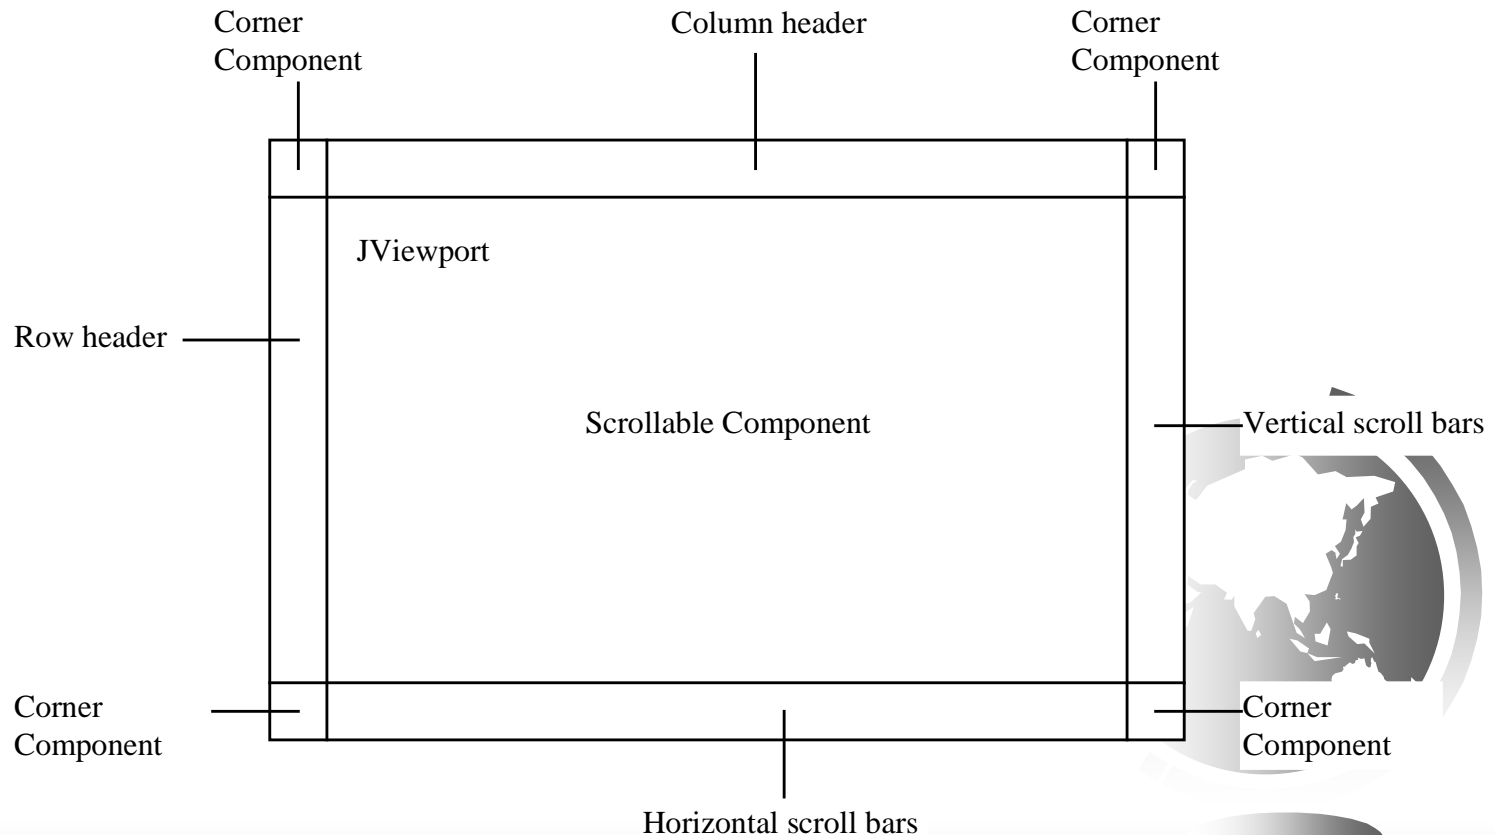 Corner
Component
Column header
Corner
Component
JViewport
Row header
Scrollable Component
Vertical scroll bars
Corner
Component
Corner
Component
Horizontal scroll bars